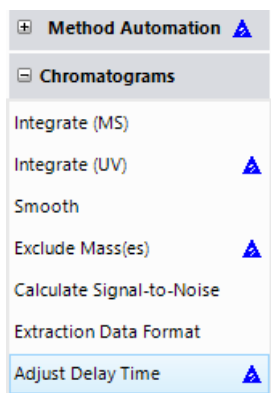 Method Automation
Chromatograms
Integrate (MS)
Integrate (UV)
Smooth
Exclude Mass(es)
Calculate Signal-to-Noise
Extraction Data Format
Adjust Delay Time